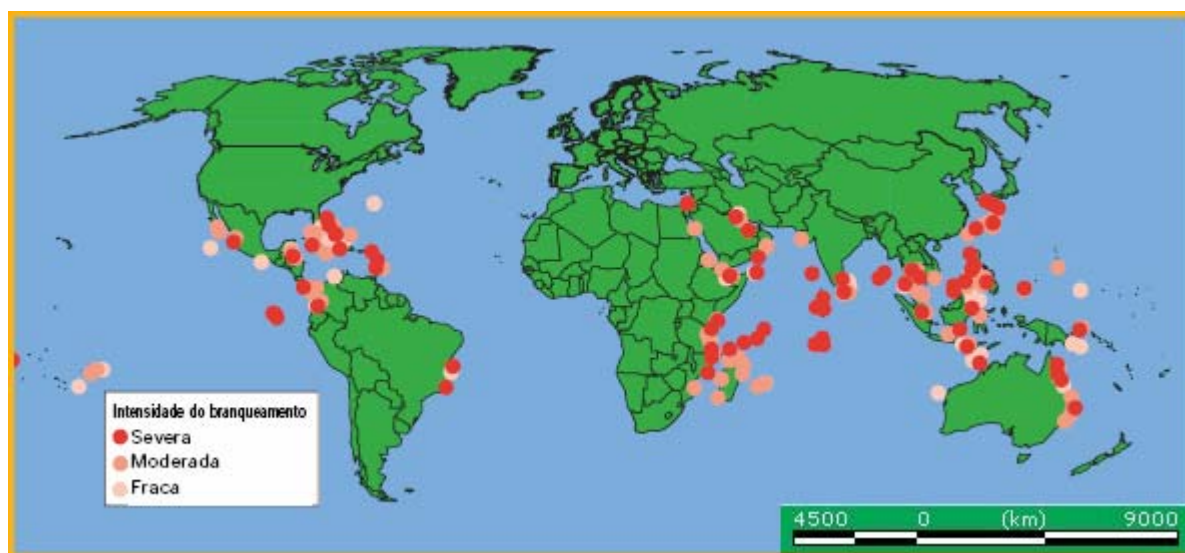 Intensidade do branqueamento
Severa
Moderada
Fraca
4500 0 (km) 9000